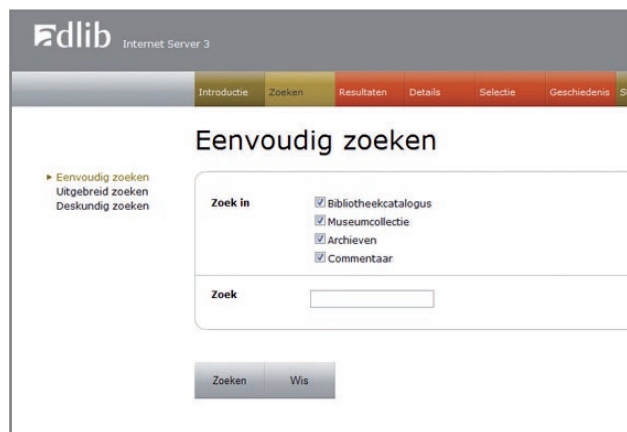 adlib Internet Server 3
Introductie Zoeken Resultaten Details Selectie Geschiedenis
Eenvoudig zoeken
Eenvoudig zoeken
Uitgebreid zoeken
Deskundig zoeken
Zoek in
Bibliotheekcatalogus
Museumcollectie
Archieven
Commentaar
Zoek
Zoeken Wis